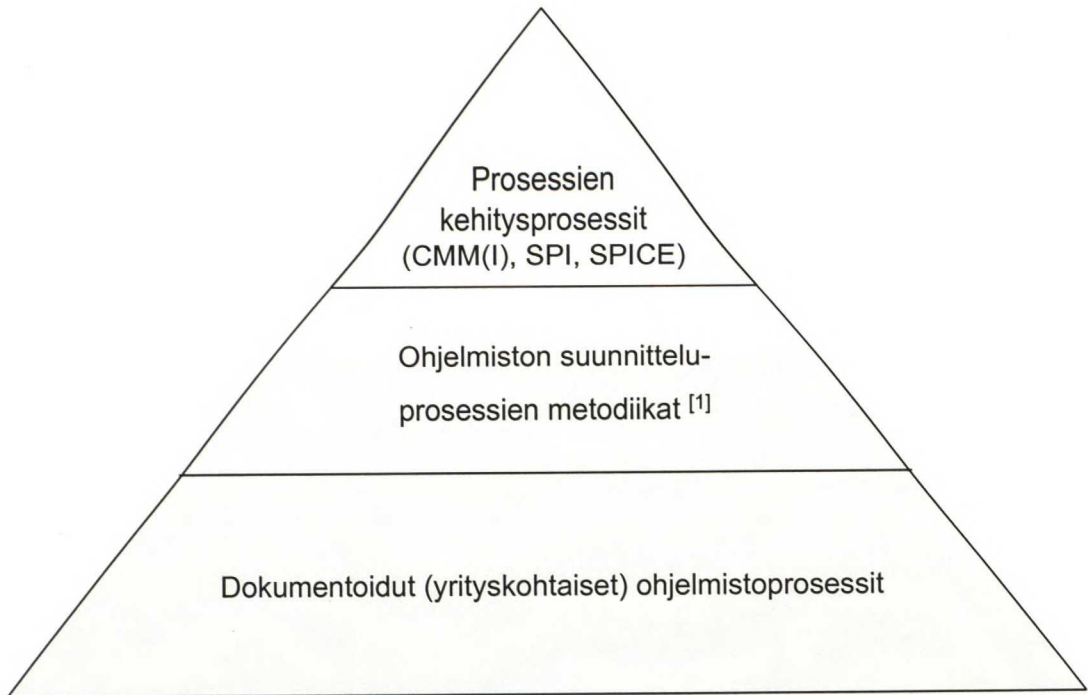 Prosessien
kehitysprosessit
(CMM(I), SPI, SPICE)
Ohjelmiston suunnittelu-
prosessien metodiikat [1]
Dokumentoidut (yrityskohtaiset) ohjelmistoprosessit